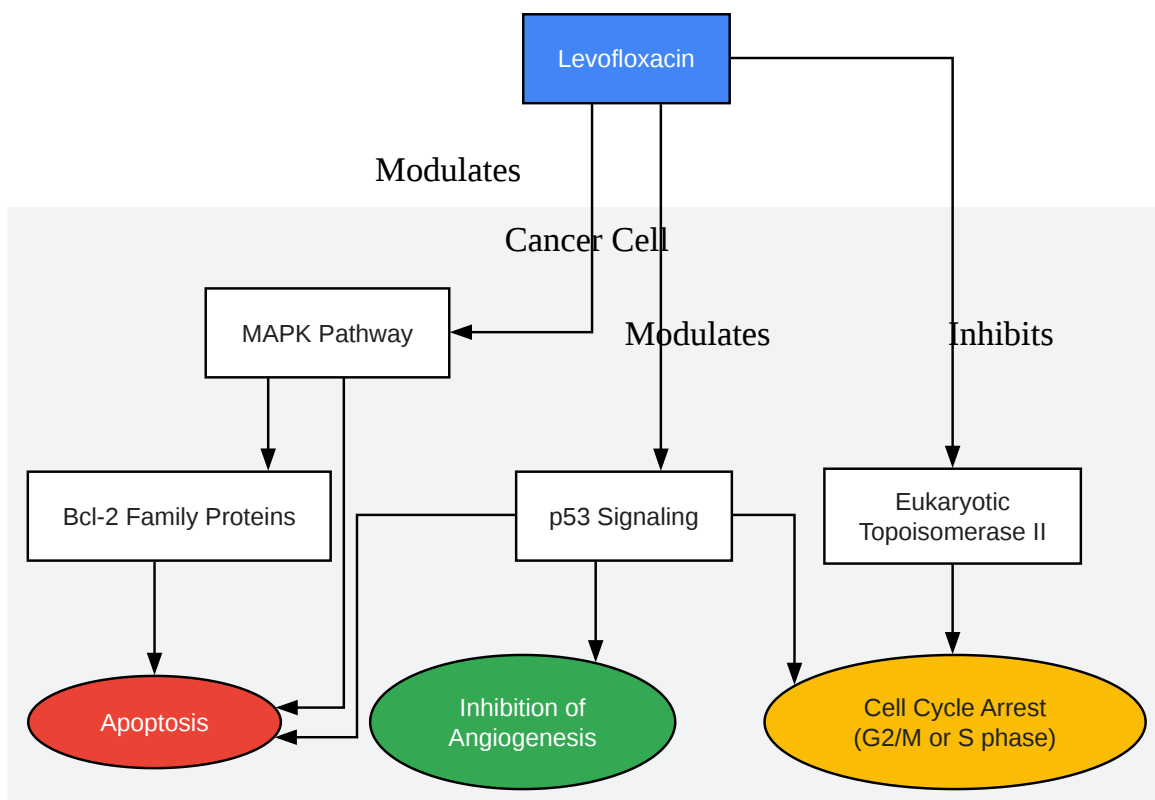 Levofloxacin
Modulates
Cancer Cell
MAPK Pathway
Modulates
Inhibits
Bcl-2 Family Proteins
p53 Signaling
Eukaryotic
Topoisomerase II
Apoptosis
Inhibition of
Angiogenesis
Cell Cycle Arrest
(G2/M or S phase)